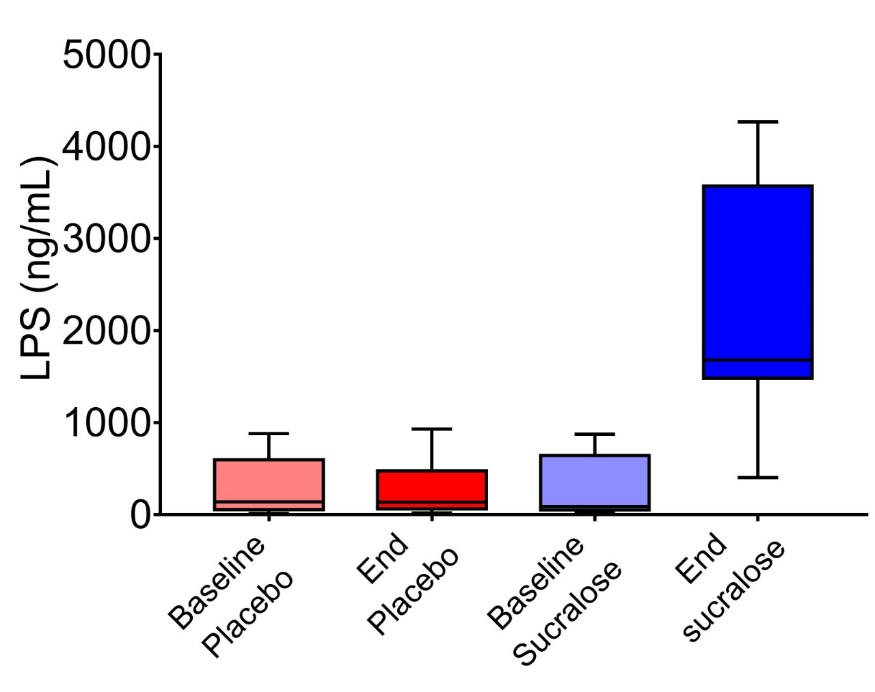 LPS (ng/mL)
5000
4000
3000
2000
1000
0
Baseline
Placebo
End
Placebo
Baseline
Sucralose
End
sucralose